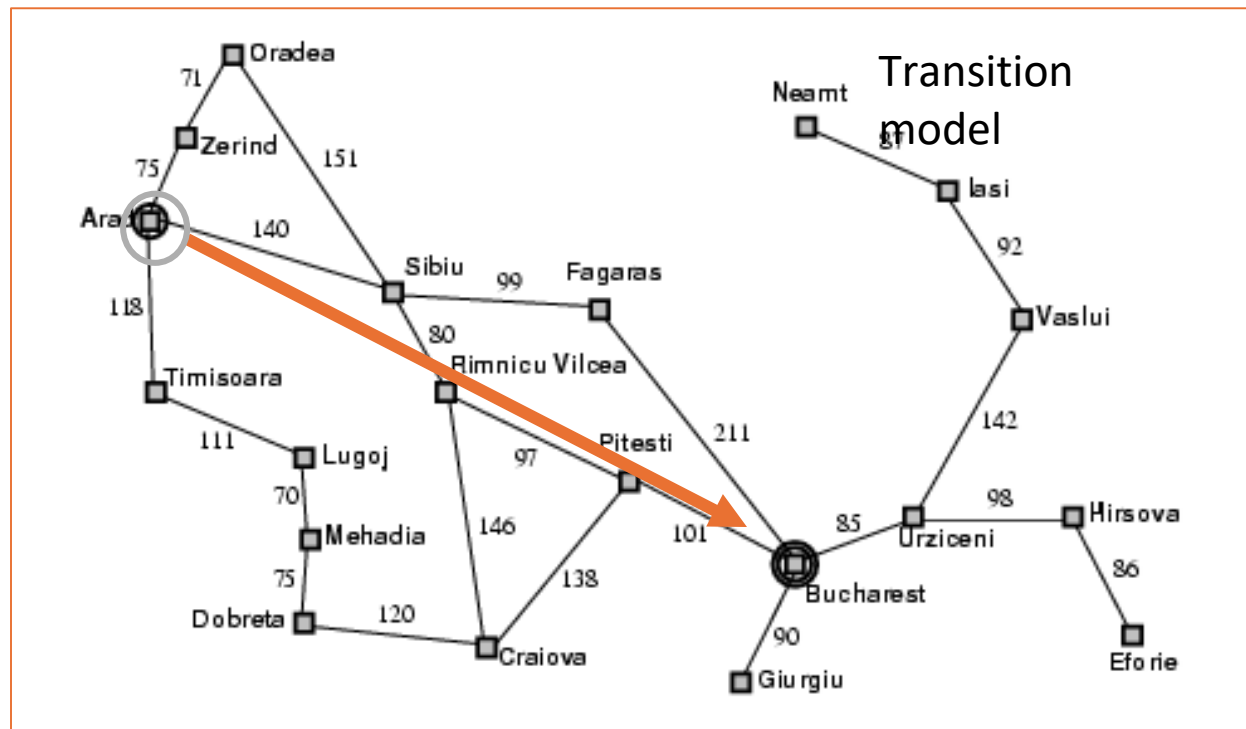 Oradea
Transition
model
Neamt
71
Zerind
87
151
75
Iasi
Arad
140
92
Sibiu
Fagaras
99
118
Vaslui
80
Rimnicu Vilcea
Timisoara
142
211
Pitesti
111
Lugoj
97
70
98
Hirsova
Mehadia
146
101
85
Urziceni
75
138
86
Bucharest
Dobreta
120
90
Craiova
Eforie
Giurgiu